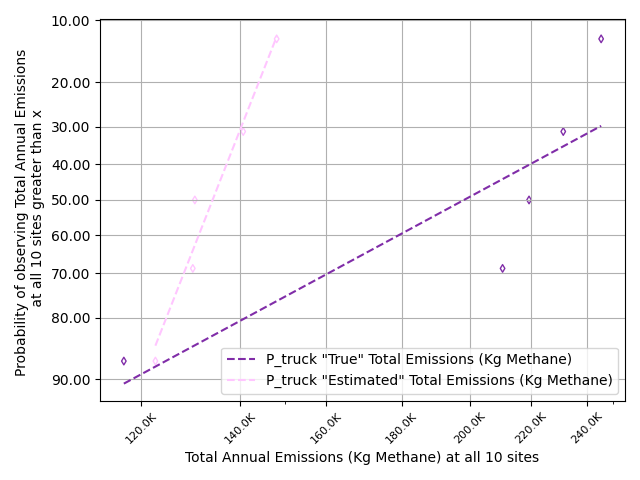 10.00
20.00
30.00
40.00
50.00
60.00
70.00
80.00
90.00
Probability of observing Total Annual Emissions
at all 10 sites greater than x
P_truck "True" Total Emissions (Kg Methane)
P_truck "Estimated" Total Emissions (Kg Methane)
120.0K
140.0K
160.0K
180.0K
200.0K
220.0K
240.0K
Total Annual Emissions (Kg Methane) at all 10 sites